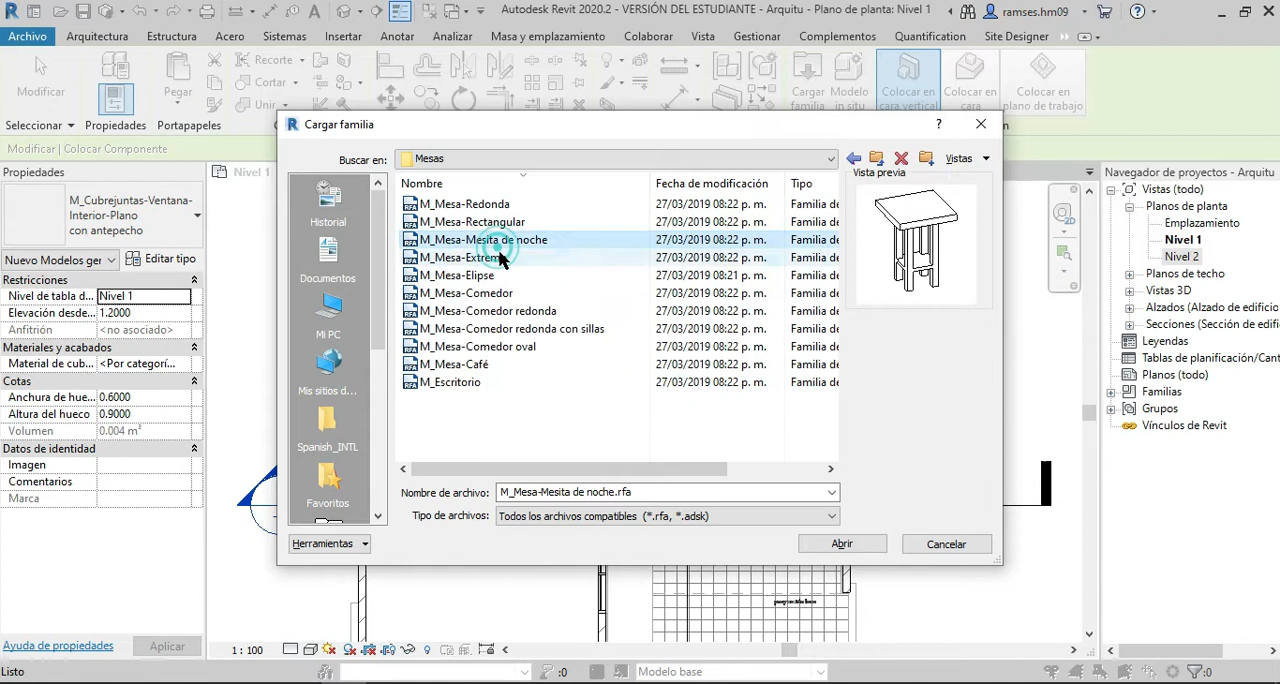 Autodesk Revit 2020.2 - VERSIÓN DEL ESTUDIANTE - Arquitu - Plano de planta: Nivel 1
ramses.hm09
Archivo Arquitectura Estructura Acero Sistemas Insertar Anotar Analizar Masa y emplazamiento Colaborar Vista Gestionar Complementos Quantification Site Designer
Modificar
Pegar
Recorte
Cortar
Unir
Cargar familia
Modelo in situ
Colocar en cara vertical
Colocar en cara
Colocar en plano de trabajo
Seleccionar Propiedades Portapapeles
Modificar | Colocar Componente
Propiedades
M_Cubrejuntas-Ventana-
Interior-Plano
con antepecho
Nuevo Modelos ger Editar tipo
Restricciones
Nivel de tabla d... Nivel 1
Elevación desde... 1.2000
Anfitrión <no asociado>
Materiales y acabados
Material de cub... <Por categorí...
Cotas
Anchura de hue... 0.6000
Altura del hueco 0.9000
Volumen 0.004 m³
Datos de identidad
Imagen
Comentarios
Marca
Ayuda de propiedades Aplicar
Nivel 1
Cargar familia
Buscar en: Mesas Vistas
Historial
Documentos
Mi PC
Mis sitios d...
Spanish_INTL
Favoritos
Nombre Fecha de modificación Tipo
M_Mesa-Redonda 27/03/2019 08:22 p. m. Familia de
M_Mesa-Rectangular 27/03/2019 08:22 p. m. Familia de
M_Mesa-Mesita de noche 27/03/2019 08:22 p. m. Familia de
M_Mesa-Extrem 27/03/2019 08:22 p. m. Familia de
M_Mesa-Elipse 27/03/2019 08:21 p. m. Familia de
M_Mesa-Comedor 27/03/2019 08:22 p. m. Familia de
M_Mesa-Comedor redonda 27/03/2019 08:22 p. m. Familia de
M_Mesa-Comedor redonda con sillas 27/03/2019 08:22 p. m. Familia de
M_Mesa-Comedor oval 27/03/2019 08:22 p. m. Familia de
M_Mesa-Café 27/03/2019 08:22 p. m. Familia de
M_Escritorio 27/03/2019 08:22 p. m. Familia de
Vista previa
Nombre de archivo: M_Mesa-Mesita de noche.rfa
Tipo de archivos: Todos los archivos compatibles (*.rfa, *.adsk)
Herramientas Abrir Cancelar
Navegador de proyectos - Arquitu
Vistas (todo)
Planos de planta
Emplazamiento
Nivel 1
Nivel 2
Planos de techo
Vistas 3D
Alzados (Alzado de edificio
Secciones (Sección de edifi
Leyendas
Tablas de planificación/Cant
Planos (todo)
Familias
Grupos
Vínculos de Revit
1 : 100
Listo :0 Modelo base :0